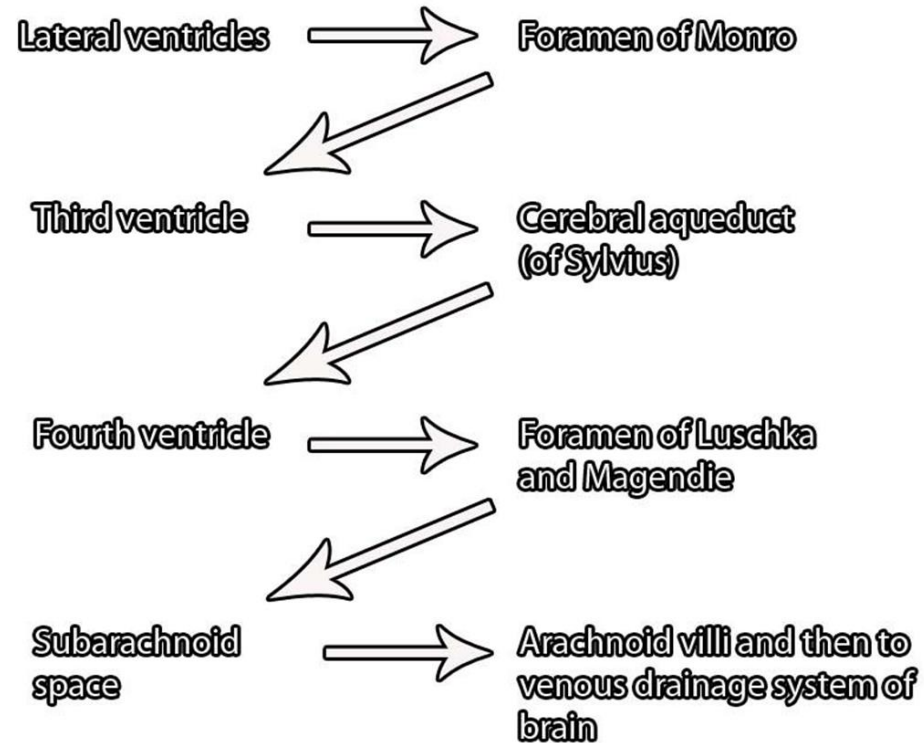 Lateral ventricles
Foramen of Monro
Third ventricle
Cerebral aqueduct
(of Sylvius)
Fourth ventricle
Foramen of Luschka
and Magendie
Subarachnoid
space
Arachnoid villi and then to
venous drainage system of
brain